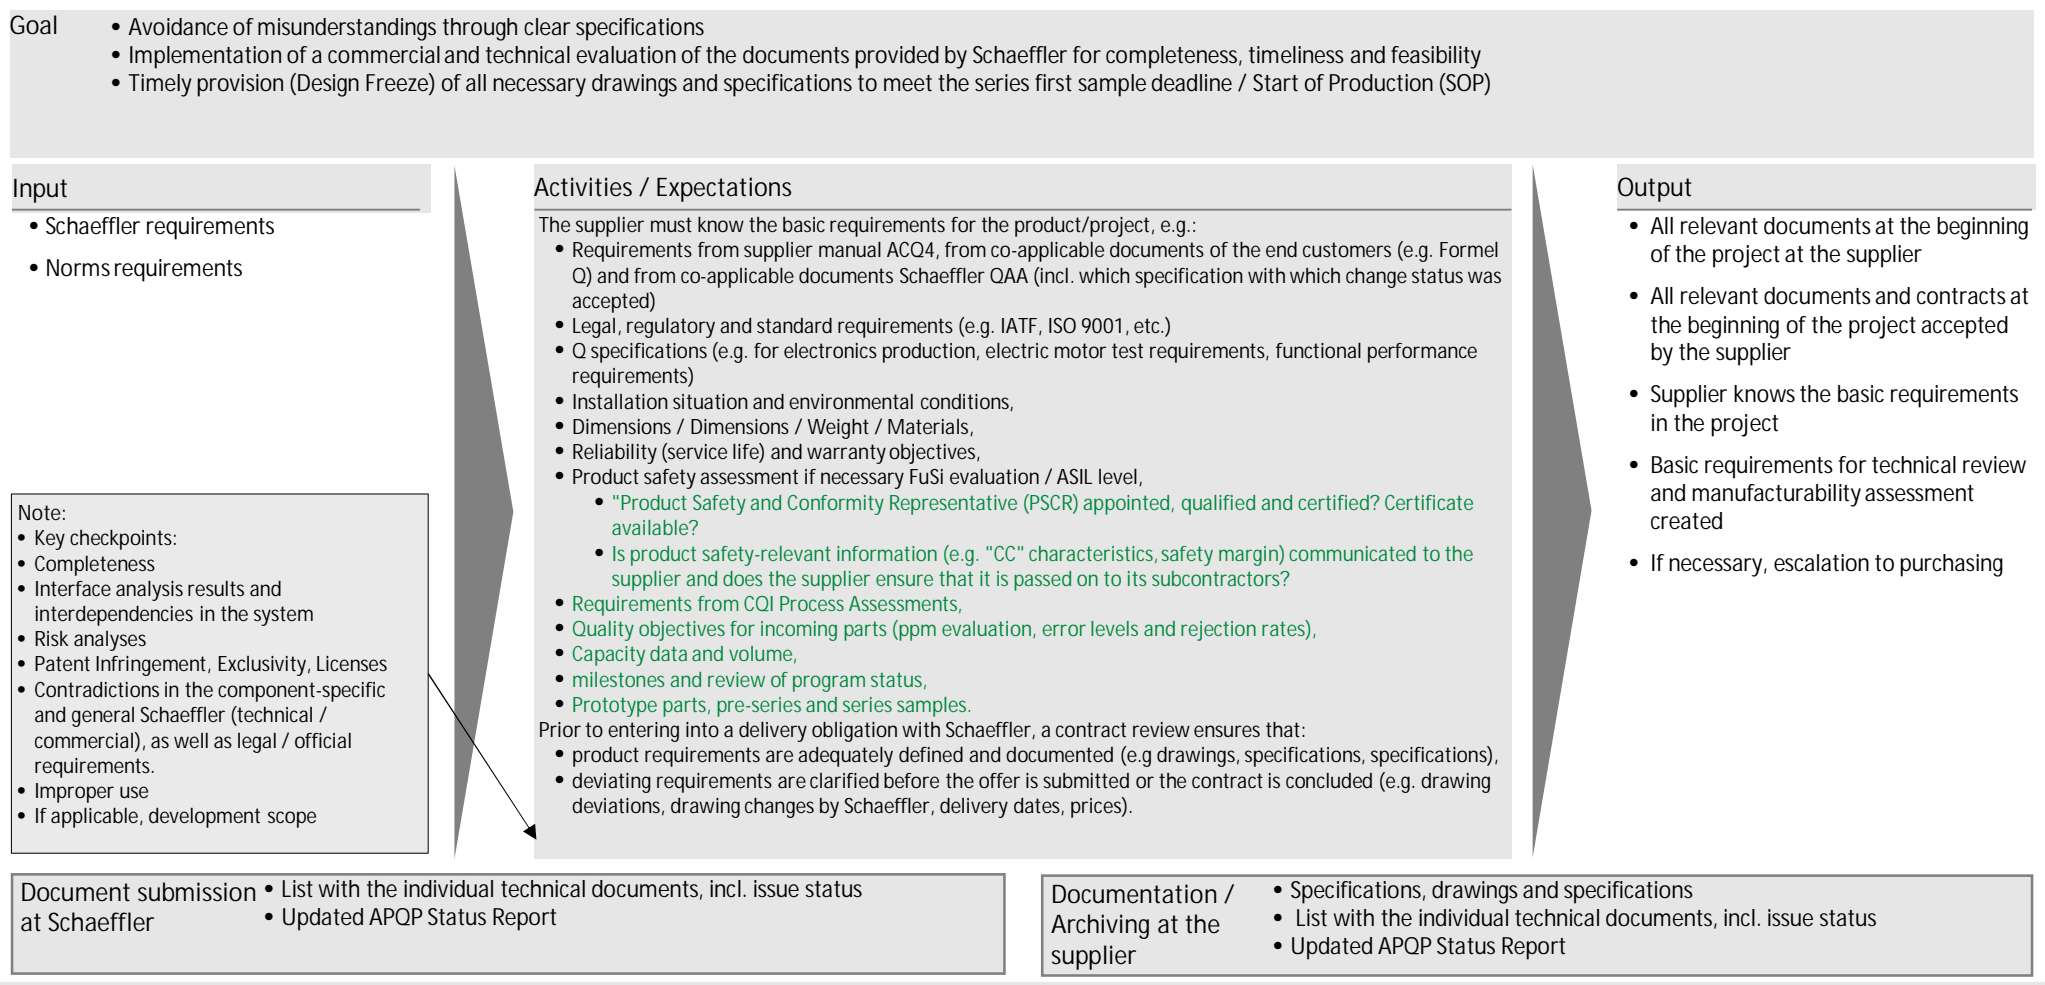 Goal
• Avoidance of misunderstandings through clear specifications
• Implementation of a commercial and technical evaluation of the documents provided by Schaeffler for completeness, timeliness and feasibility
• Timely provision (Design Freeze) of all necessary drawings and specifications to meet the series first sample deadline / Start of Production (SOP)
Input
• Schaeffler requirements
• Norms requirements
Note:
• Key checkpoints:
• Completeness
• Interface analysis results and
interdependencies in the system
• Risk analyses
• Patent Infringement, Exclusivity, Licenses
• Contradictions in the component-specific
and general Schaeffler (technical /
commercial), as well as legal / official
requirements.
• Improper use
• If applicable, development scope
Activities / Expectations
The supplier must know the basic requirements for the product/project, e.g.:
• Requirements from supplier manual ACQ4, from co-applicable documents of the end customers (e.g. Formel
Q) and from co-applicable documents Schaeffler QAA (incl. which specification with which change status was
accepted)
• Legal, regulatory and standard requirements (e.g. IATF, ISO 9001, etc.)
• Q specifications (e.g. for electronics production, electric motor test requirements, functional performance
requirements)
• Installation situation and environmental conditions,
• Dimensions / Dimensions / Weight / Materials,
• Reliability (service life) and warranty objectives,
• Product safety assessment if necessary FuSi evaluation / ASIL level,
• "Product Safety and Conformity Representative (PSCR) appointed, qualified and certified? Certificate
available?
• Is product safety-relevant information (e.g. "CC" characteristics, safety margin) communicated to the
supplier and does the supplier ensure that it is passed on to its subcontractors?
• Requirements from CQI Process Assessments,
• Quality objectives for incoming parts (ppm evaluation, error levels and rejection rates),
• Capacity data and volume,
• milestones and review of program status,
• Prototype parts, pre-series and series samples.
Prior to entering into a delivery obligation with Schaeffler, a contract review ensures that:
• product requirements are adequately defined and documented (e.g drawings, specifications, specifications),
• deviating requirements are clarified before the offer is submitted or the contract is concluded (e.g. drawing
deviations, drawing changes by Schaeffler, delivery dates, prices).
Output
• All relevant documents at the beginning
of the project at the supplier
• All relevant documents and contracts at
the beginning of the project accepted
by the supplier
• Supplier knows the basic requirements
in the project
• Basic requirements for technical review
and manufacturability assessment
created
• If necessary, escalation to purchasing
Document submission
at Schaeffler
• List with the individual technical documents, incl. issue status
• Updated APQP Status Report
Documentation /
Archiving at the
supplier
• Specifications, drawings and specifications
• List with the individual technical documents, incl. issue status
• Updated APQP Status Report